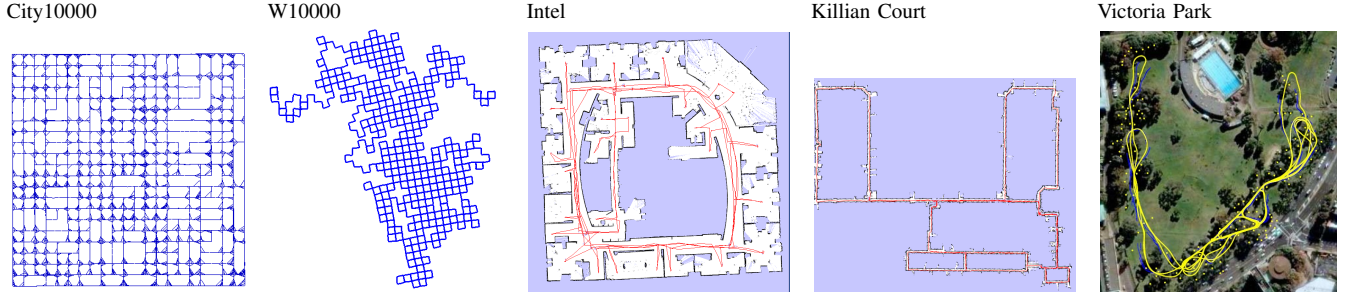 City10000
W10000
Intel
Killian Court
Victoria Park